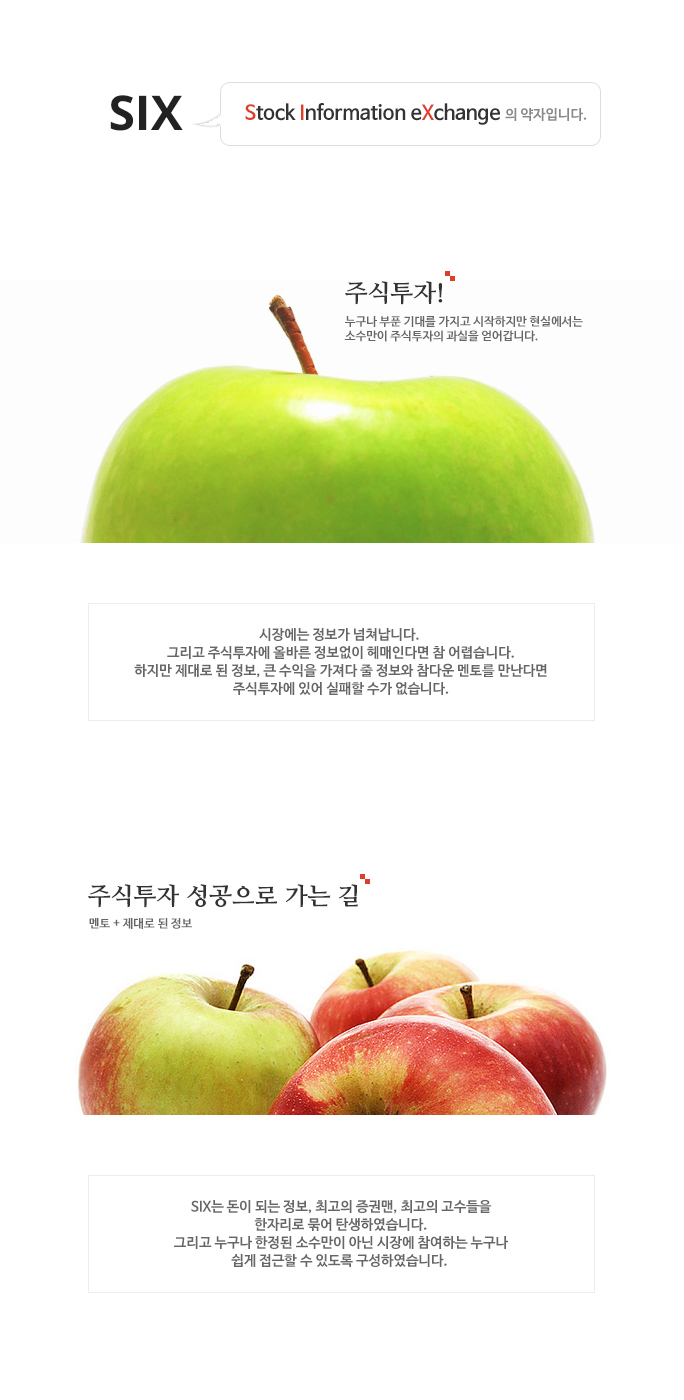 SIX
Stock Information eXchange 의 약자입니다.
주식투자!
누구나 부푼 기대를 가지고 시작하지만 현실에서는
소수만이 주식투자의 과실을 얻어갑니다.
시장에는 정보가 넘쳐납니다.
그리고 주식투자에 올바른 정보없이 헤매인다면 참 어렵습니다.
하지만 제대로 된 정보, 큰 수익을 가져다 줄 정보와 참다운 멘토를 만난다면
주식투자에 있어 실패할 수가 없습니다.
주식투자 성공으로 가는 길
멘토 + 제대로 된 정보
SIX는 돈이 되는 정보, 최고의 증권맨, 최고의 고수들을
한자리로 묶어 탄생하였습니다.
그리고 누구나 한정된 소수만이 아닌 시장에 참여하는 누구나
쉽게 접근할 수 있도록 구성하였습니다.